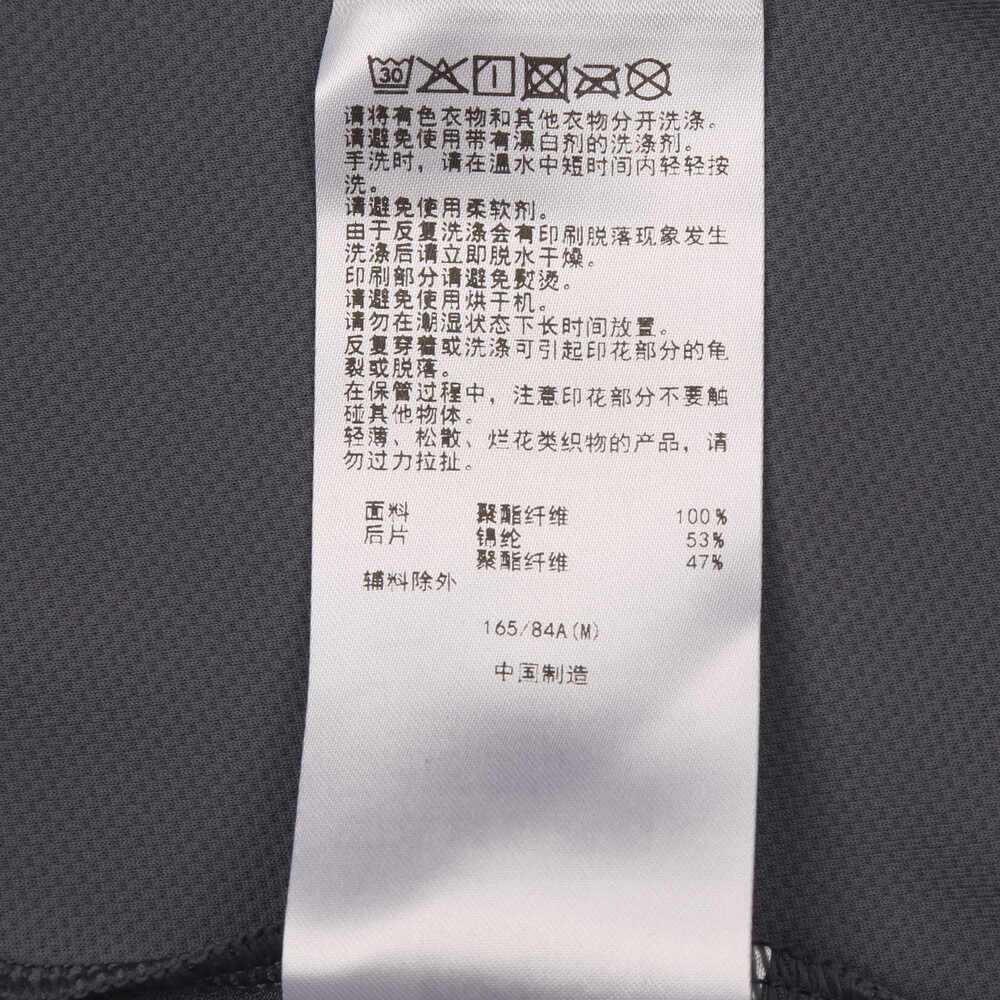 30
请将有色衣物和其他衣物分开洗涤。
请避免使用带有漂白剂的洗涤剂。
手洗时，请在温水中短时间内轻轻按
洗。
请避免使用柔软剂。
由于反复洗涤会有印刷脱落现象发生
洗涤后请立即脱水干燥。
印刷部分请避免熨烫。
请避免使用烘干机。
请勿在潮湿状态下长时间放置。
反复穿着或洗涤可引起印花部分的龟
裂或脱落。
在保管过程中，注意印花部分不要触
碰其他物体。
轻薄、松散、烂花类织物的产品，请
勿过力拉扯。
面料 聚酯纤维 100%
后片 锦纶 53%
聚酯纤维 47%
辅料除外
165/84A(M)
中国制造